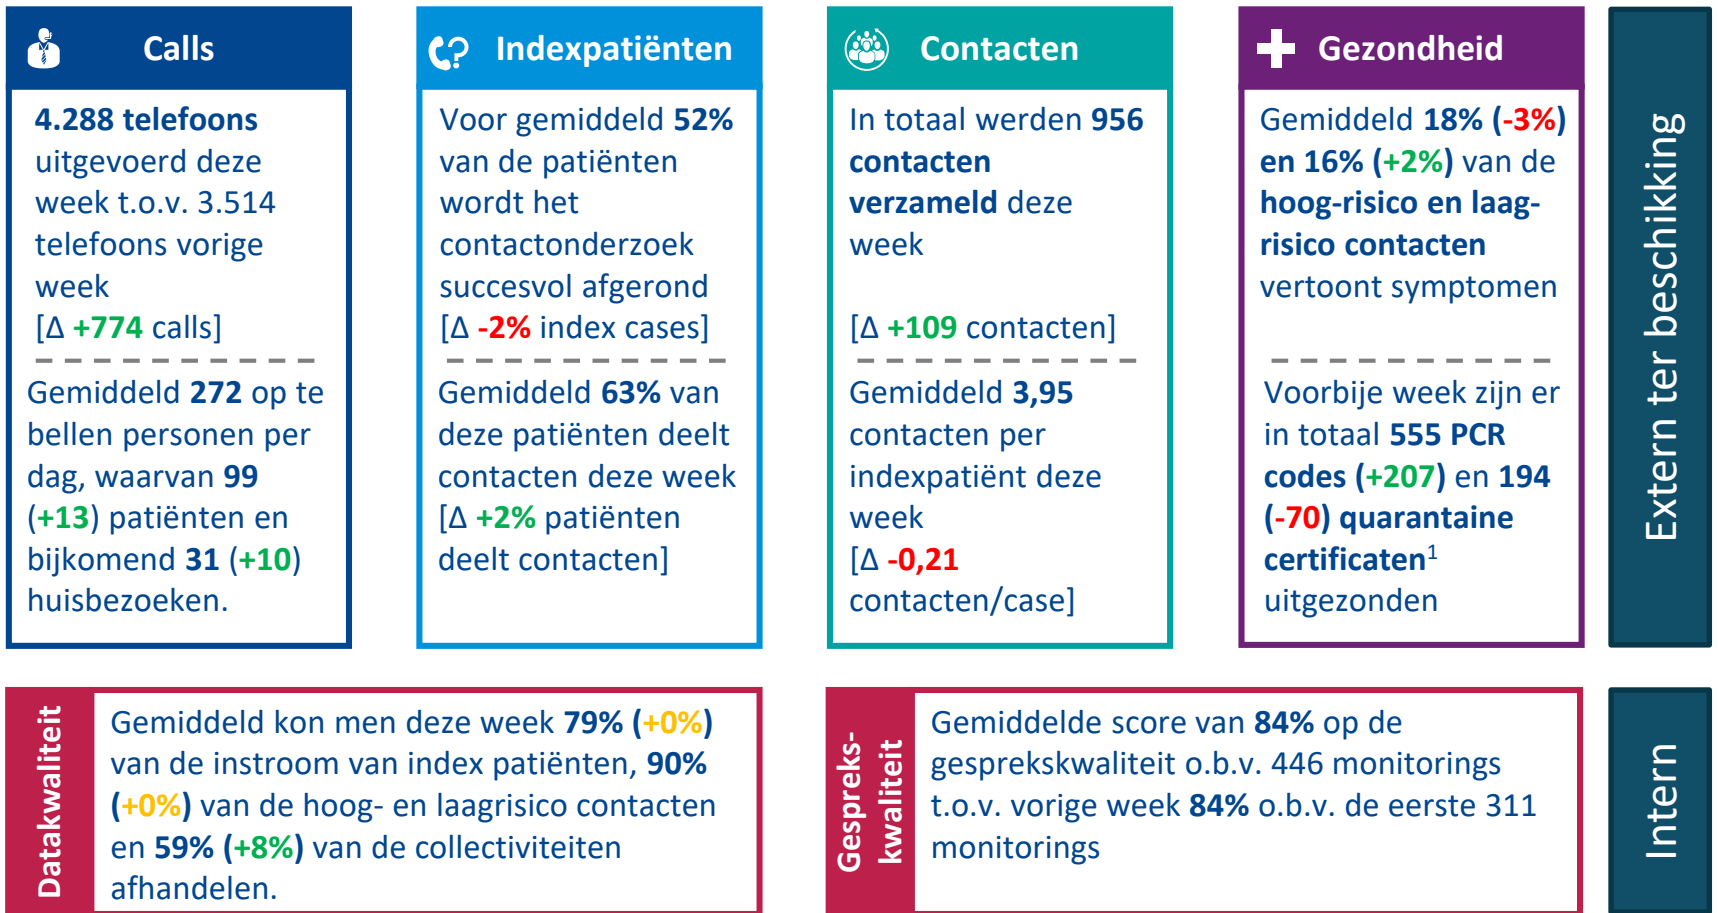 Calls
4.288 telefoons
uitgevoerd deze
week t.o.v. 3.514
telefoons vorige
week
[Δ +774 calls]
Gemiddeld 272 op te
bellen personen per
dag, waarvan 99
(+13) patiënten en
bijkomend 31 (+10)
huisbezoeken.
Indexpatiënten
Voor gemiddeld 52%
van de patiënten
wordt het
contactonderzoek
succesvol afgerond
[Δ -2% index cases]
Gemiddeld 63% van
deze patiënten deelt
contacten deze week
[Δ +2% patiënten
deelt contacten]
Contacten
In totaal werden 956
contacten
verzameld deze
week
[Δ +109 contacten]
Gemiddeld 3,95
contacten per
indexpatiënt deze
week
[Δ -0,21
contacten/case]
Gezondheid
Gemiddeld 18% (-3%)
en 16% (+2%) van de
hoog-risico en laag-
risico contacten
vertoont symptomen
Voorbije week zijn er
in totaal 555 PCR
codes (+207) en 194
(-70) quarantaine
certificaten1
uitgezonden
Extern ter beschikking
Datakwaliteit
Gemiddeld kon men deze week 79% (+0%)
van de instroom van index patiënten, 90%
(+0%) van de hoog- en laagrisico contacten
en 59% (+8%) van de collectiviteiten
afhandelen.
Gespreks-
kwaliteit
Gemiddelde score van 84% op de
gesprekskwaliteit o.b.v. 446 monitorings
t.o.v. vorige week 84% o.b.v. de eerste 311
monitorings
Intern